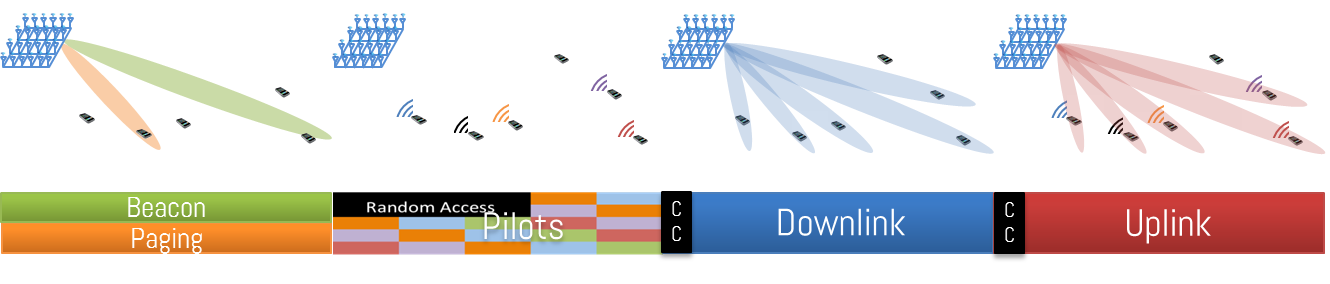 Beacon
Paging
Random Access
Pilots
C
C
Downlink
C
C
Uplink